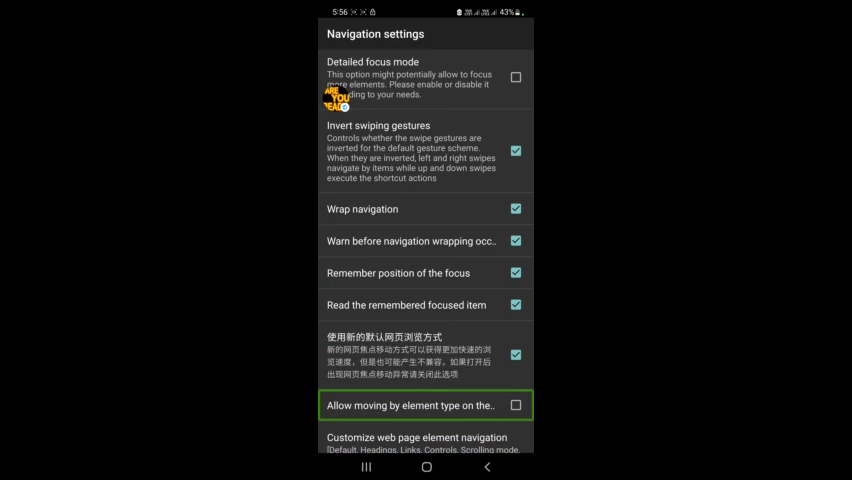 5:56
43%
Navigation settings
Detailed focus mode
This option might potentially allow to focus
more elements. Please enable or disable it
to your needs.
ARE
YOU
Invert swiping gestures
Controls whether the swipe gestures are
inverted for the default gesture scheme.
When they are inverted, left and right swipes
navigate by items while up and down swipes
execute the shortcut actions
Wrap navigation
Warn before navigation wrapping occ..
Remember position of the focus
Read the remembered focused item
使用新的默认网页浏览方式
新的网页焦点移动方式可以获得更加快速的浏
览速度，但是也可能产生不兼容，如果打开后
出现网页焦点移动异常请关闭此选项
Allow moving by element type on the..
Customize web page element navigation
[Default, Headings, Links, Controls, Scrolling mode,